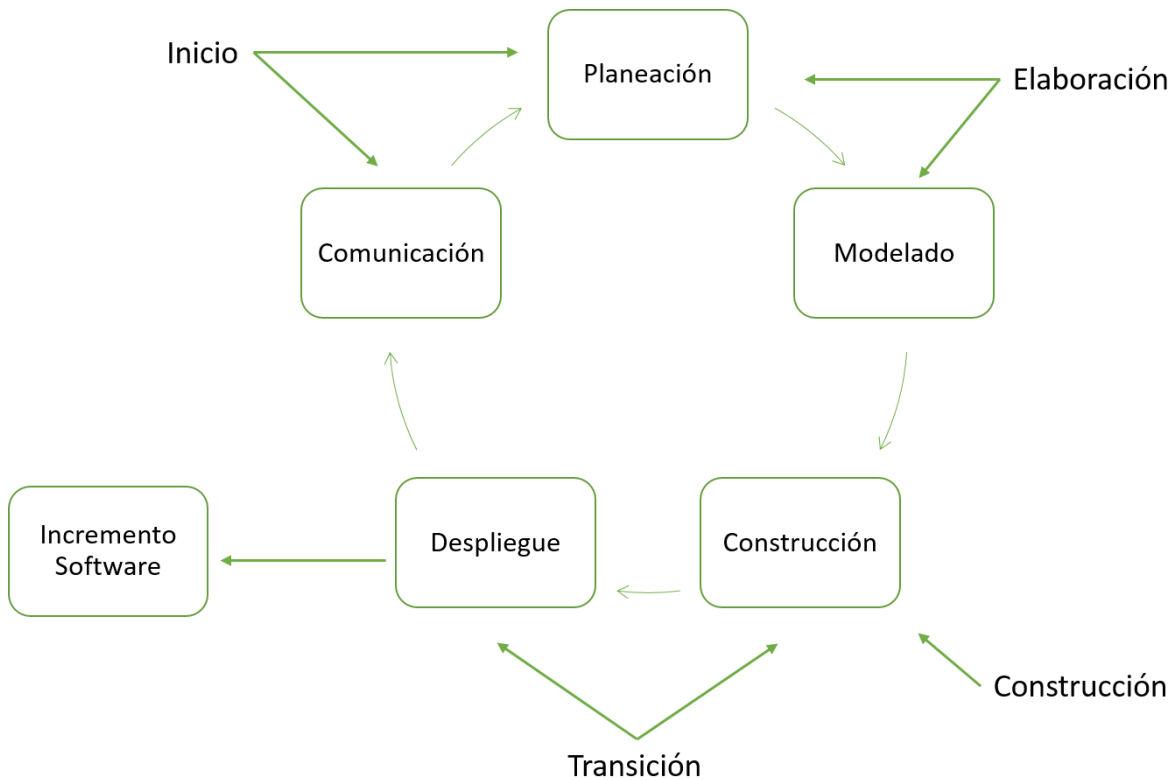 Inicio
Planeación
Elaboración
Comunicación
Modelado
Incremento
Software
Despliegue
Construcción
Construcción
Transición